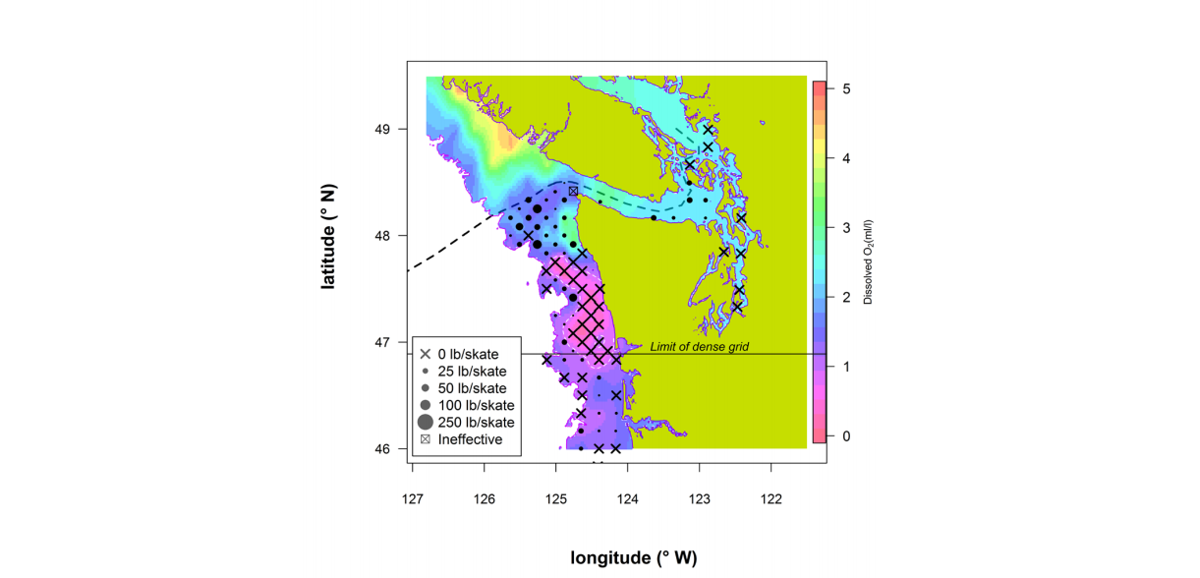 49
48
47
46
latitude (° N)
127
126
125
124
123
122
longitude (° W)
0 lb/skate
25 lb/skate
50 lb/skate
100 lb/skate
250 lb/skate
Ineffective
Limit of dense grid
5
4
3
2
1
0
Dissolved O₂(ml/l)